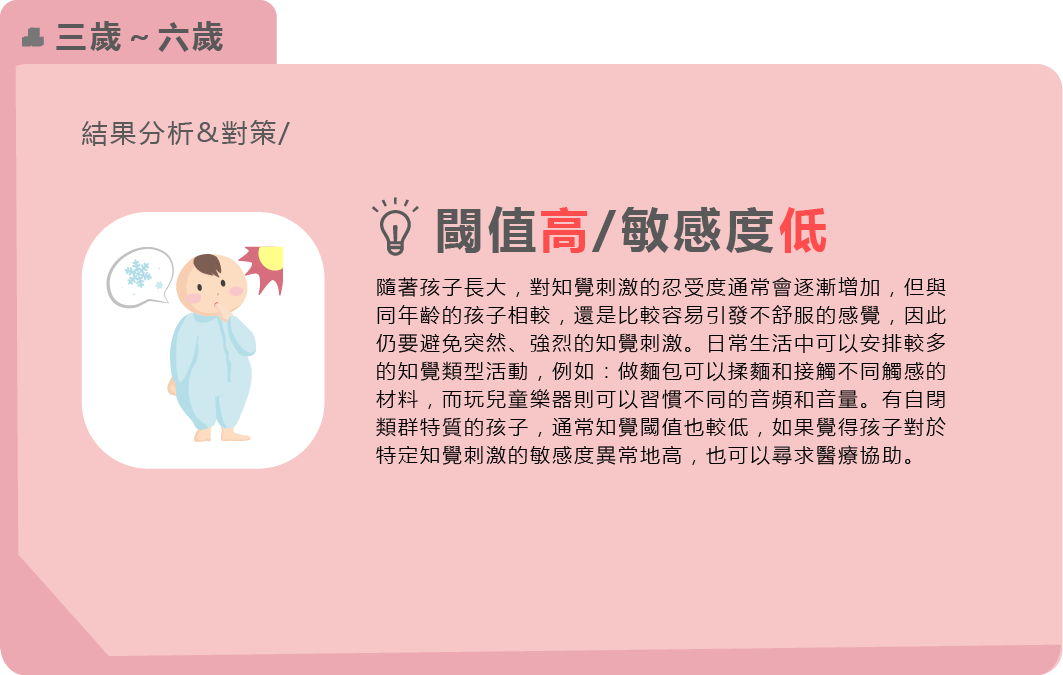 三歲~六歲
結果分析&對策/
閾值高/敏感度低
隨著孩子長大，對知覺刺激的忍受度通常會逐漸增加，但與
同年齡的孩子相較，還是比較容易引發不舒服的感覺，因此
仍要避免突然、強烈的知覺刺激。日常生活中可以安排較多
的知覺類型活動，例如：做麵包可以揉麵和接觸不同觸感的
材料，而玩兒童樂器則可以習慣不同的音頻和音量。有自閉
類群特質的孩子，通常知覺閾值也較低，如果覺得孩子對於
特定知覺刺激的敏感度異常地高，也可以尋求醫療協助。